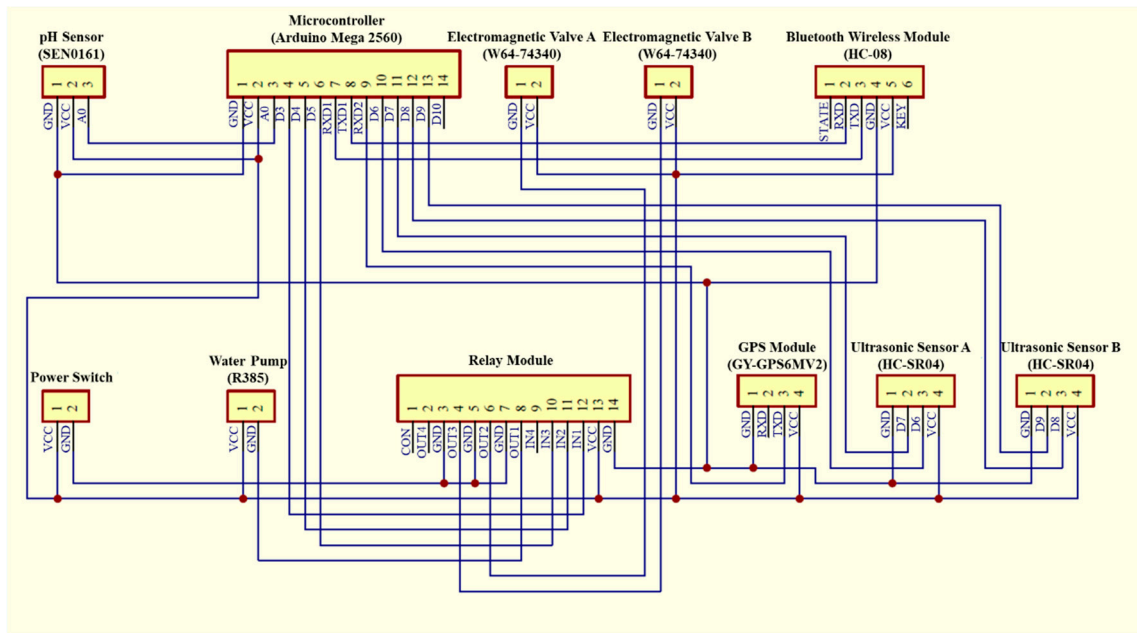 pH Sensor
(SEN0161)
1 2 3
GND VCC A0
Microcontroller
(Arduino Mega 2560)
1 2 3 4 5 6 7 8 9 10 11 12 13 14
GND VCC A0 D3 D4 D5 RXD1 TXD1 RXD2 D6 D7 D8 D9 D10
Electromagnetic Valve A
(W64-74340)
1 2
GND VCC
Electromagnetic Valve B
(W64-74340)
1 2
GND VCC
Bluetooth Wireless Module
(HC-08)
1 2 3 4 5 6
STATE RXD TXD GND VCC KEY
Power Switch
1 2
VCC GND
Water Pump
(R385)
1 2
VCC GND
Relay Module
1 2 3 4 5 6 7 8 9 10 11 12 13 14
CON OUT4 GND OUT3 GND OUT2 GND OUT1 IN4 IN3 IN2 IN1 VCC GND
GPS Module
(GY-GPS6MV2)
1 2 3 4
GND RXD TXD VCC
Ultrasonic Sensor A
(HC-SR04)
1 2 3 4
GND D7 D6 VCC
Ultrasonic Sensor B
(HC-SR04)
1 2 3 4
GND D9 D8 VCC